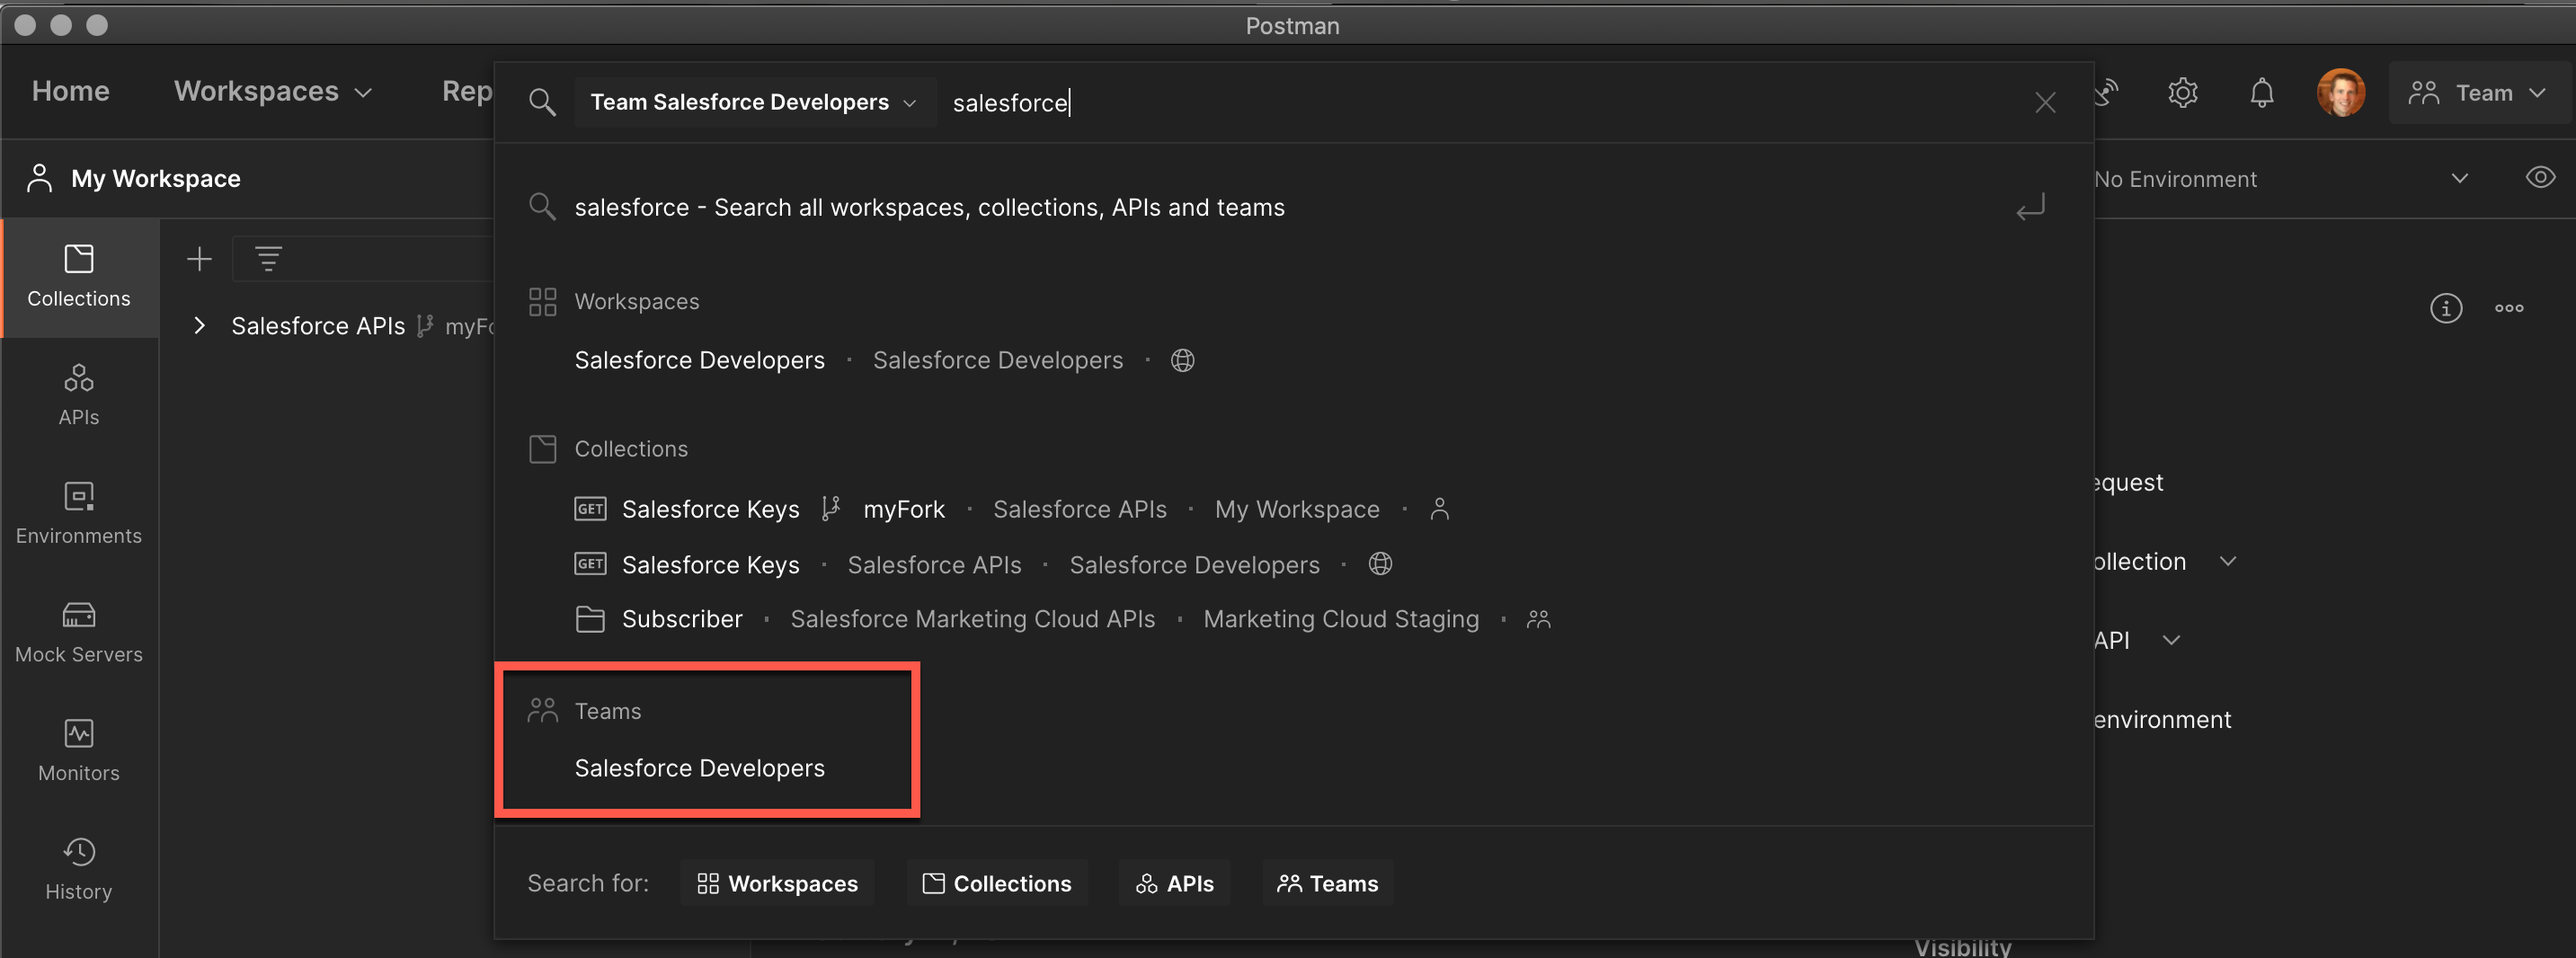 Postman
Home Workspaces Rep
Team Salesforce Developers salesforce
Team
My Workspace
No Environment
salesforce - Search all workspaces, collections, APIs and teams
Collections
Salesforce APIs myFo
Workspaces
Salesforce Developers · Salesforce Developers ·
APIs
Collections
GET Salesforce Keys myFork · Salesforce APIs · My Workspace ·
equest
Environments
GET Salesforce Keys · Salesforce APIs · Salesforce Developers ·
ollection
Subscriber · Salesforce Marketing Cloud APIs · Marketing Cloud Staging ·
API
Mock Servers
Teams
environment
Salesforce Developers
Monitors
History
Search for: Workspaces Collections APIs Teams
Visibility